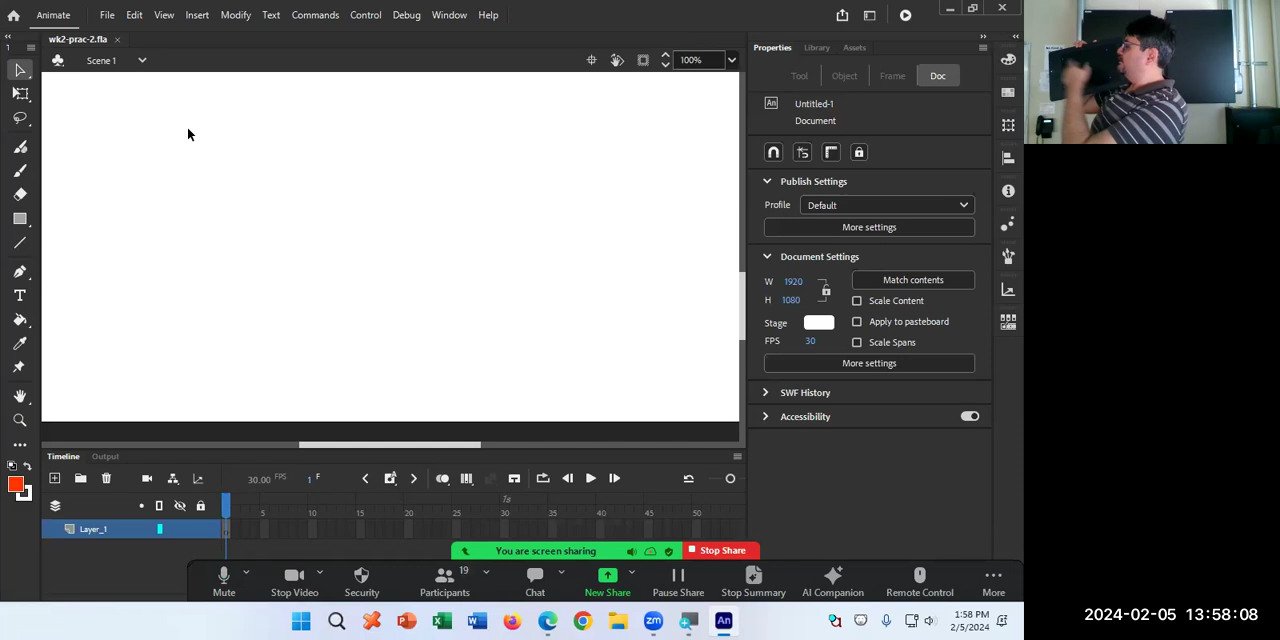 Animate File Edit View Insert Modify Text Commands Control Debug Window Help
wk2-prac-2.fla ×
Scene 1 100%
1
Properties Library Assets
Tool Object Frame Doc
An Untitled-1
Document
Publish Settings
Profile Default
More settings
Document Settings
W 1920 Match contents
H 1080 Scale Content
Stage Apply to pasteboard
FPS 30 Scale Spans
More settings
SWF History
Accessibility
Timeline Output
30.00 FPS 1 F
1s
5 10 15 20 25 30 35 40 45 50
Layer_1
You are screen sharing Stop Share
19
Mute Stop Video Security Participants Chat New Share Pause Share Stop Summary AI Companion Remote Control More
zm An
1:58 PM
2/5/2024
2024-02-05 13:58:08